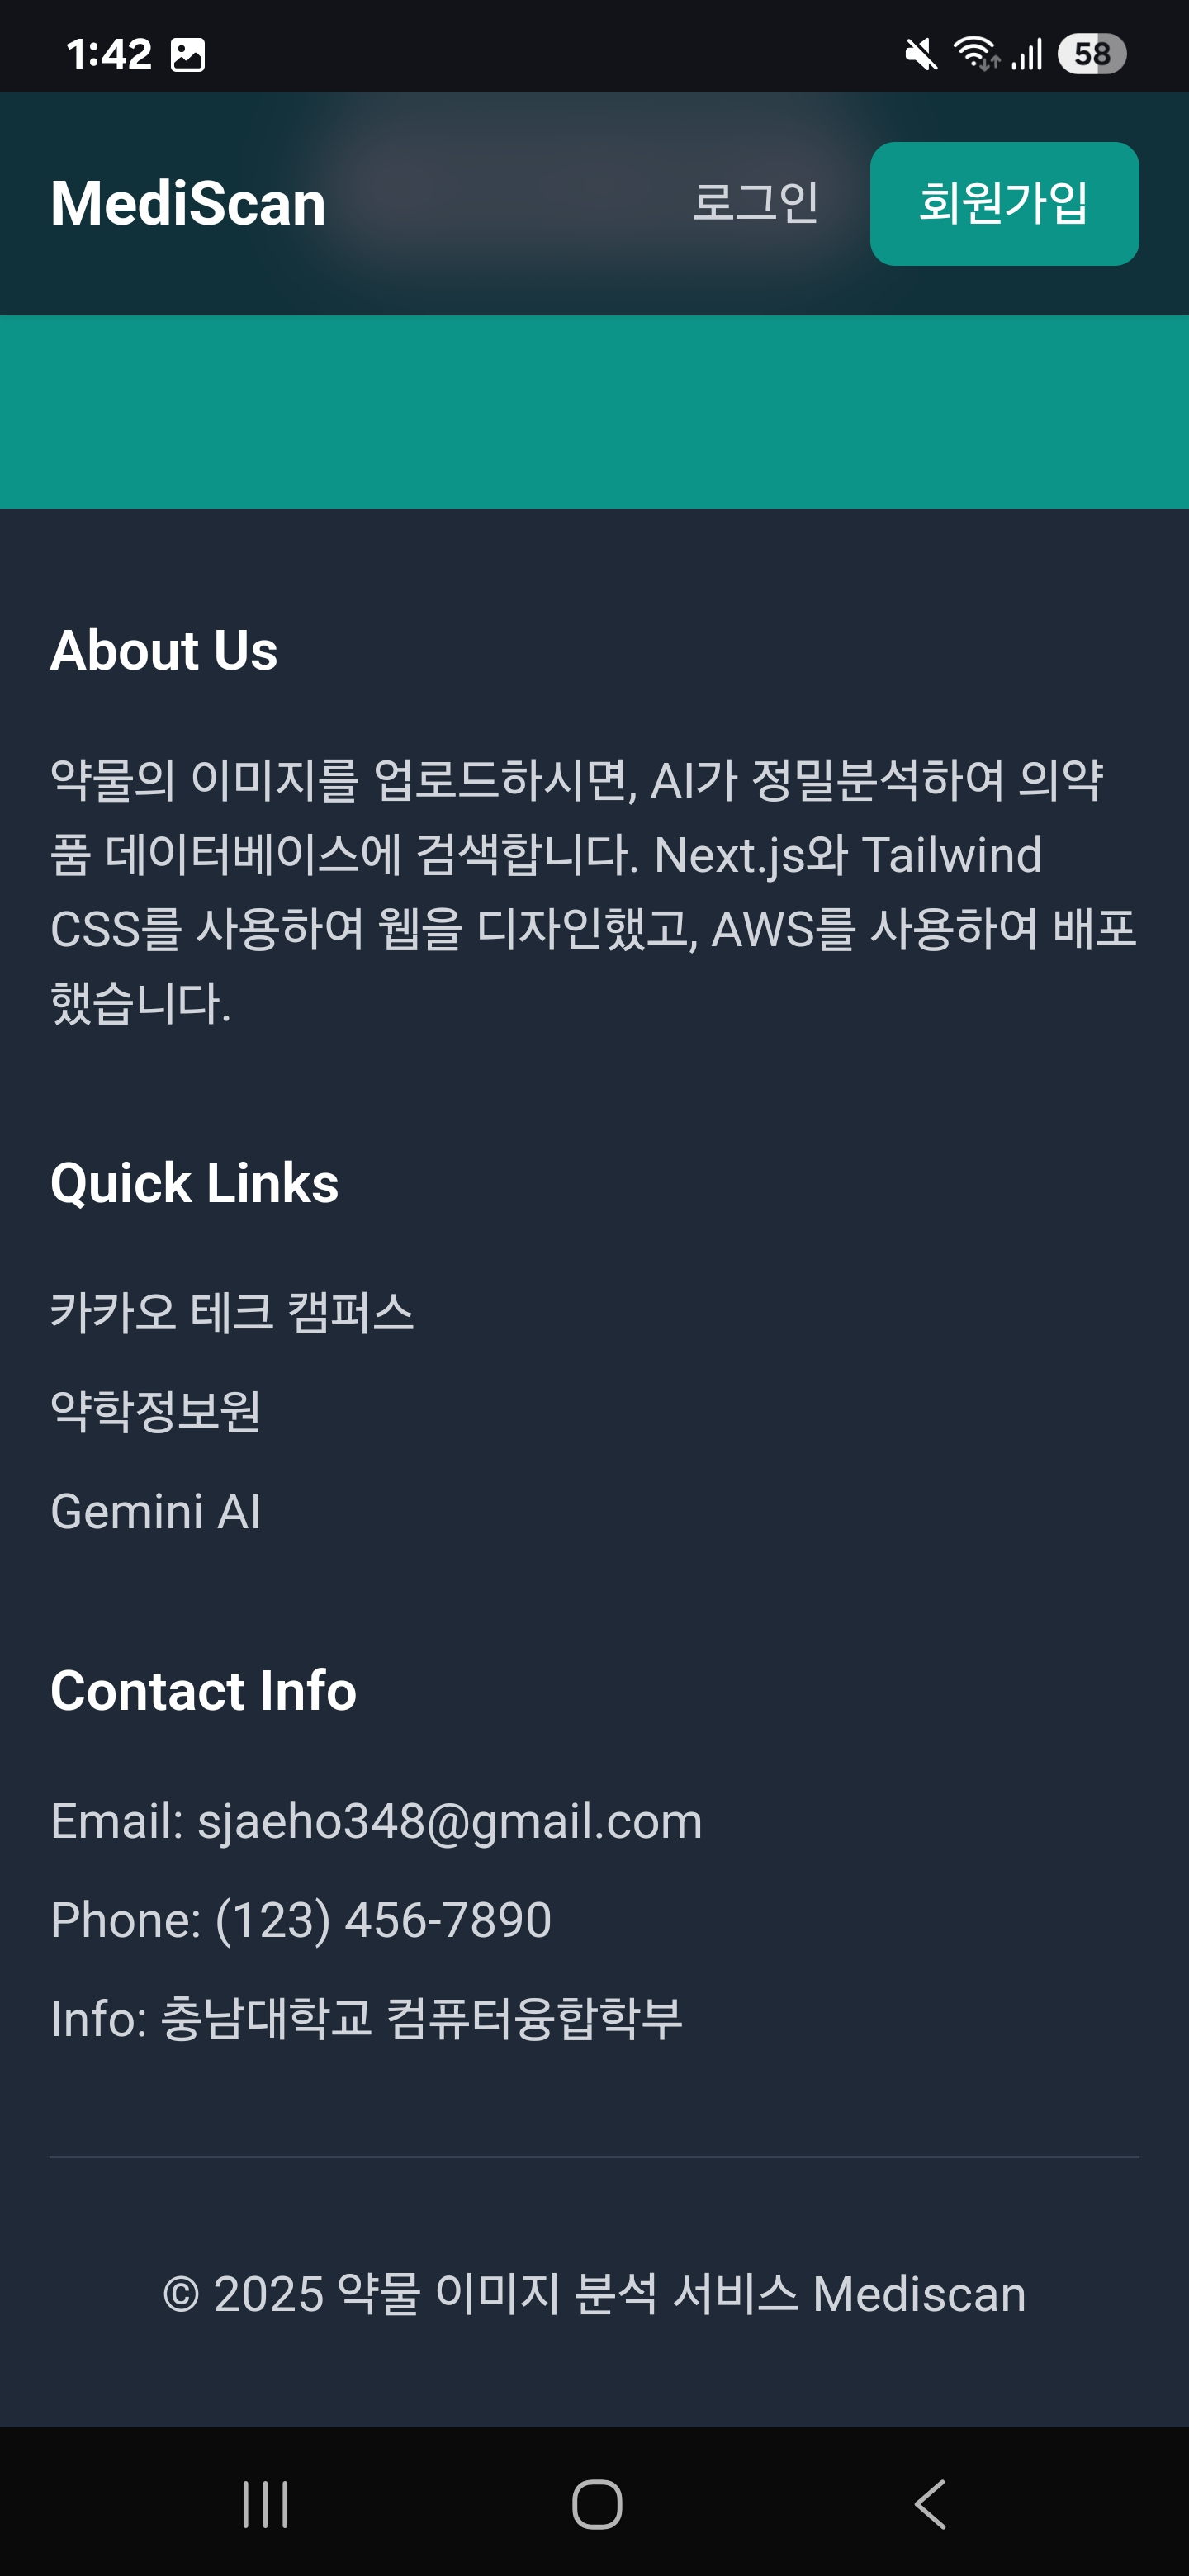 1:42
58
MediScan
로그인
회원가입
About Us
약물의 이미지를 업로드하시면, AI가 정밀분석하여 의약
품 데이터베이스에 검색합니다. Next.js와 Tailwind
CSS를 사용하여 웹을 디자인했고, AWS를 사용하여 배포
했습니다.
Quick Links
카카오 테크 캠퍼스
약학정보원
Gemini AI
Contact Info
Email: sjaeho348@gmail.com
Phone: (123) 456-7890
Info: 충남대학교 컴퓨터융합학부
© 2025 약물 이미지 분석 서비스 Mediscan